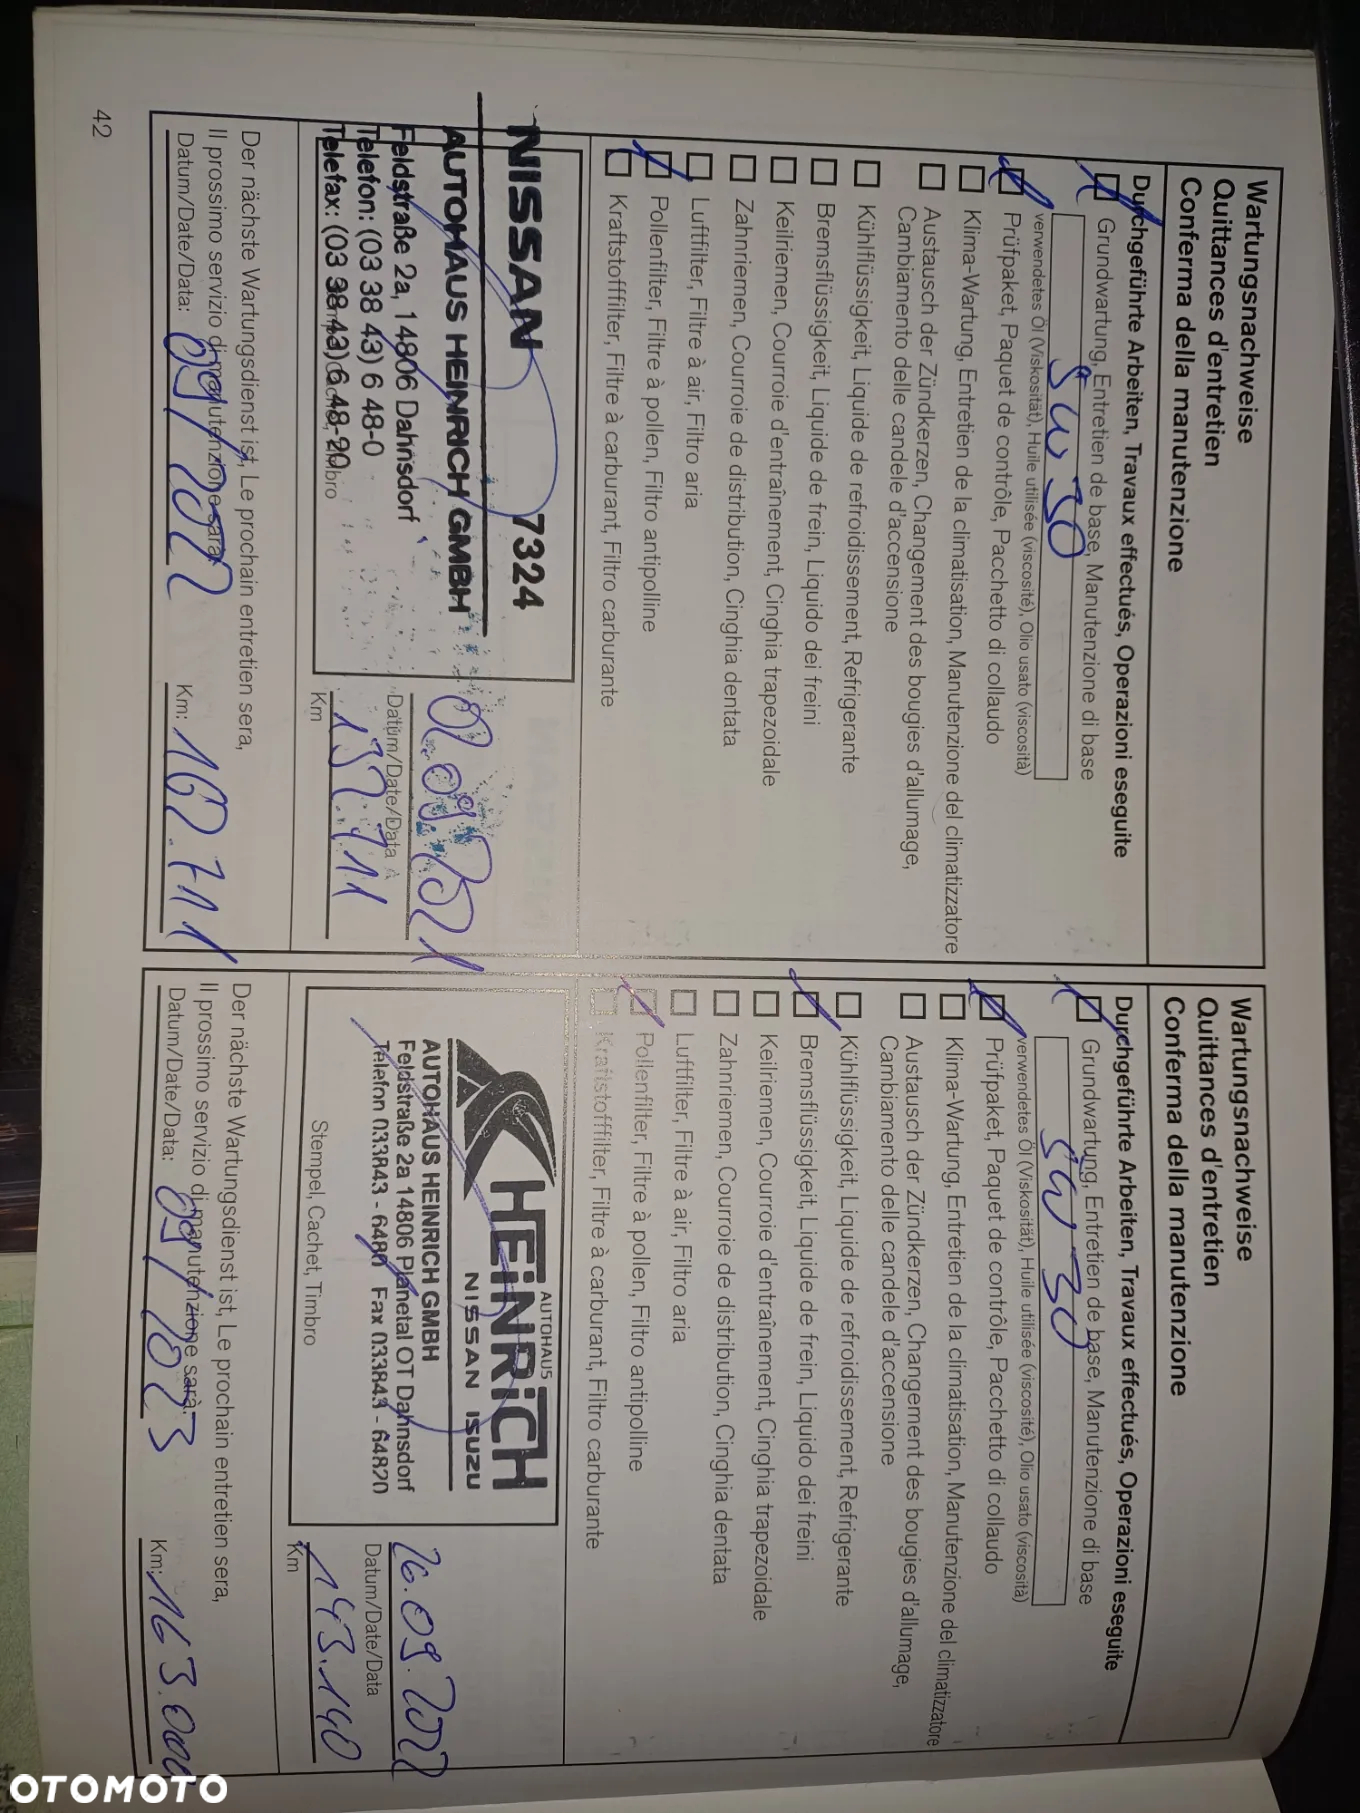 Wartungsnachweise
Quittances d'entretien
Conferma della manutenzione
Durchgeführte Arbeiten, Travaux effectués, Operazioni eseguite
Grundwartung, Entretien de base, Manutenzione di base
5W30
verwendetes Öl (Viskosität), Huile utilisée (viscosité), Olio usato (viscosità)
Prüfpaket, Paquet de contrôle, Pacchetto di collaudo
Klima-Wartung, Entretien de la climatisation, Manutenzione del climatizzatore
Austausch der Zündkerzen, Changement des bougies d'allumage,
Cambiamento delle candele d'accensione
Kühlflüssigkeit, Liquide de refroidissement, Refrigerante
Bremsflüssigkeit, Liquide de frein, Liquido dei freini
Keilriemen, Courroie d'entraînement, Cinghia trapezoidale
Zahnriemen, Courroie de distribution, Cinghia dentata
Luftfilter, Filtre à air, Filtro aria
Pollenfilter, Filtre à pollen, Filtro antipolline
Kraftstofffilter, Filtre à carburant, Filtro carburante
NISSAN 7324
AUTOHAUS HEINRICH GMBH
Feldstraße 2a, 14806 Dahnsdorf
Telefon: (03 38 43) 6 48-0
Telefax: (03 38 43) 6 48-20
Stempel, Cachet, Timbro
02.09.2021
Datum/Date/Data
132.711
Km
Der nächste Wartungsdienst ist, Le prochain entretien sera,
Il prossimo servizio di manutenzione sarà:
Datum/Date/Data: 09/2022 Km: 162.711
42
Wartungsnachweise
Quittances d'entretien
Conferma della manutenzione
Durchgeführte Arbeiten, Travaux effectués, Operazioni eseguite
Grundwartung, Entretien de base, Manutenzione di base
5W30
verwendetes Öl (Viskosität), Huile utilisée (viscosité), Olio usato (viscosità)
Prüfpaket, Paquet de contrôle, Pacchetto di collaudo
Klima-Wartung, Entretien de la climatisation, Manutenzione del climatizzatore
Austausch der Zündkerzen, Changement des bougies d'allumage,
Cambiamento delle candele d'accensione
Kühlflüssigkeit, Liquide de refroidissement, Refrigerante
Bremsflüssigkeit, Liquide de frein, Liquido dei freini
Keilriemen, Courroie d'entraînement, Cinghia trapezoidale
Zahnriemen, Courroie de distribution, Cinghia dentata
Luftfilter, Filtre à air, Filtro aria
Pollenfilter, Filtre à pollen, Filtro antipolline
Kraftstofffilter, Filtre à carburant, Filtro carburante
AUTOHAUS
HEiNRiCH
NISSAN ISUZU
AUTOHAUS HEINRICH GMBH
Feldstraße 2a 14806 Planetal OT Dahnsdorf
Telefon 033843 - 6480 Fax 033843 - 64820
Stempel, Cachet, Timbro
26.09.2022
Datum/Date/Data
143.140
Km
Der nächste Wartungsdienst ist, Le prochain entretien sera,
Il prossimo servizio di manutenzione sarà:
Datum/Date/Data: 09/2023 Km: 163.000
OTOMOTO